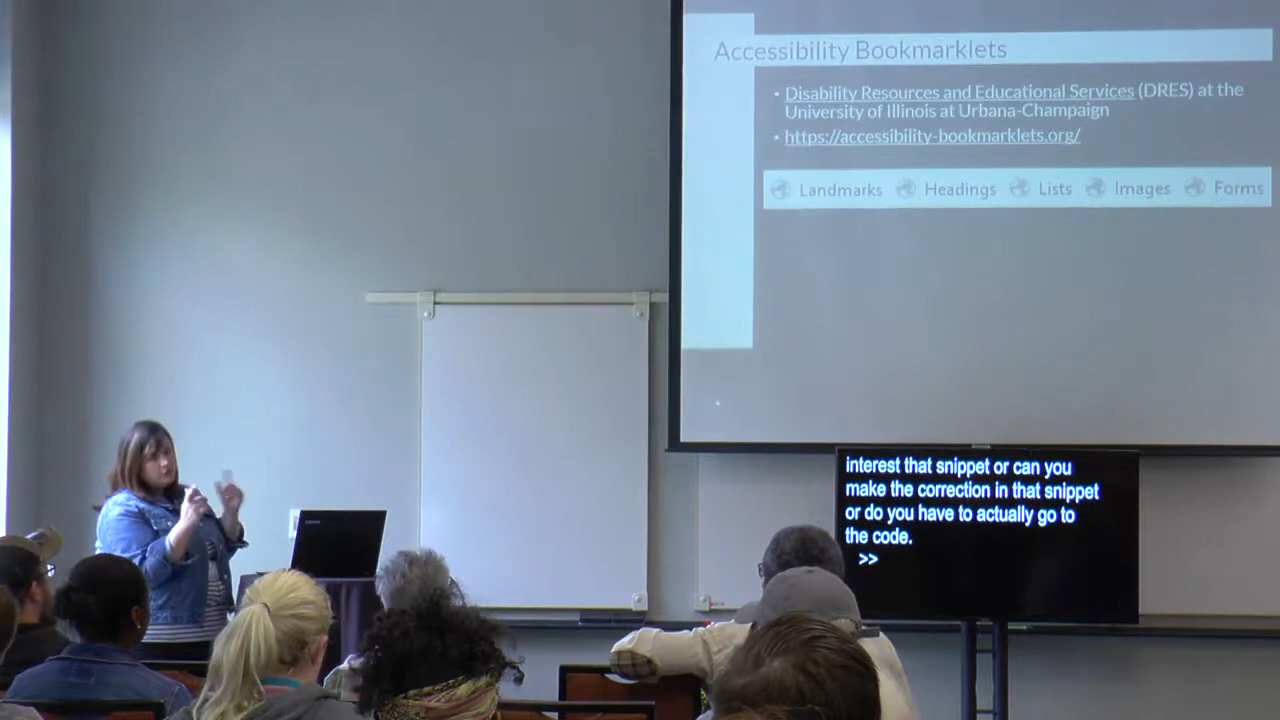 Accessibility Bookmarklets
• Disability Resources and Educational Services (DRES) at the
University of Illinois at Urbana-Champaign
• https://accessibility-bookmarklets.org/
Landmarks Headings Lists Images Forms
interest that snippet or can you
make the correction in that snippet
or do you have to actually go to
the code.
>>